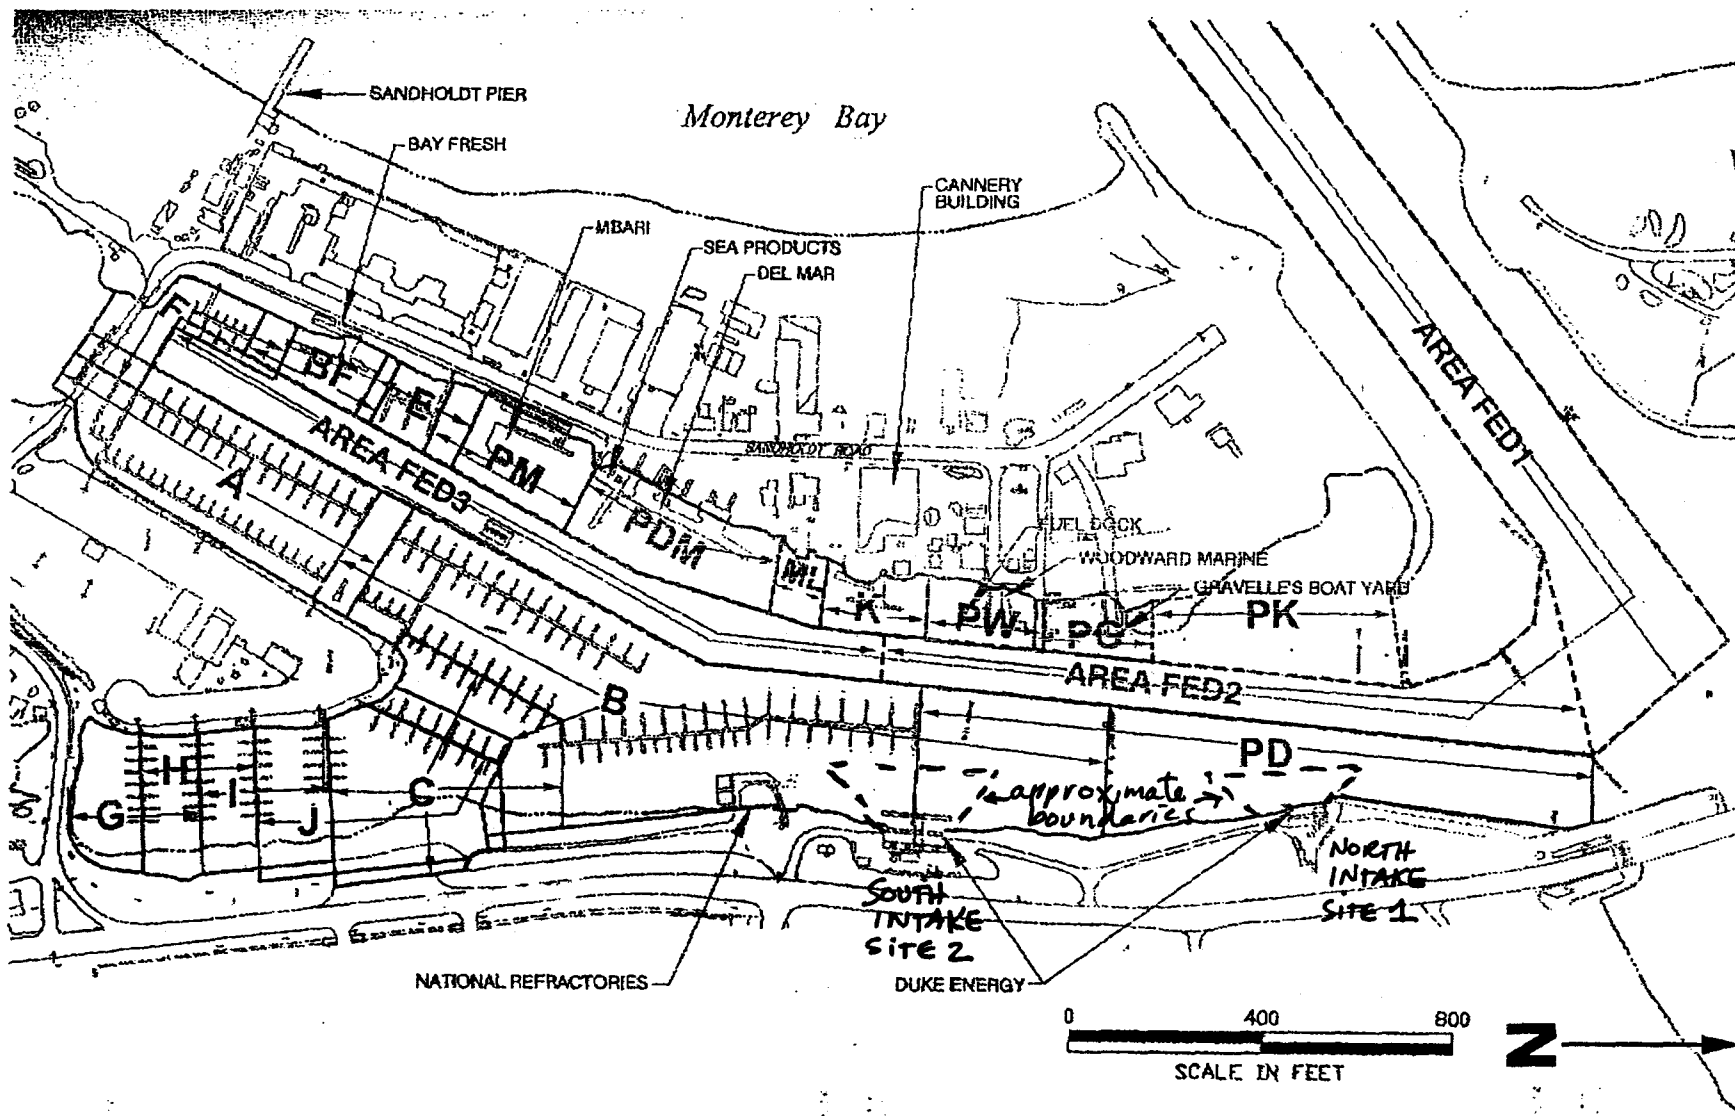 SANDHOLDT PIER
Monterey Bay
BAY FRESH
CANNERY
BUILDING
MBARI
SEA PRODUCTS
DEL MAR
F
BF
F
AREA FED1
AREA FED3
PM
SANDHOLDT ROAD
A
PDM
FUEL DOCK
WOODWARD MARINE
ML
GRAVELLE'S BOAT YARD
K
PW
PG
PK
AREA FED2
B
PD
H
I
C
G
J
approximate
boundaries
NORTH
INTAKE
SITE 1
SOUTH
INTAKE
SITE 2
NATIONAL REFRACTORIES
DUKE ENERGY
0 400 800
SCALE IN FEET
N